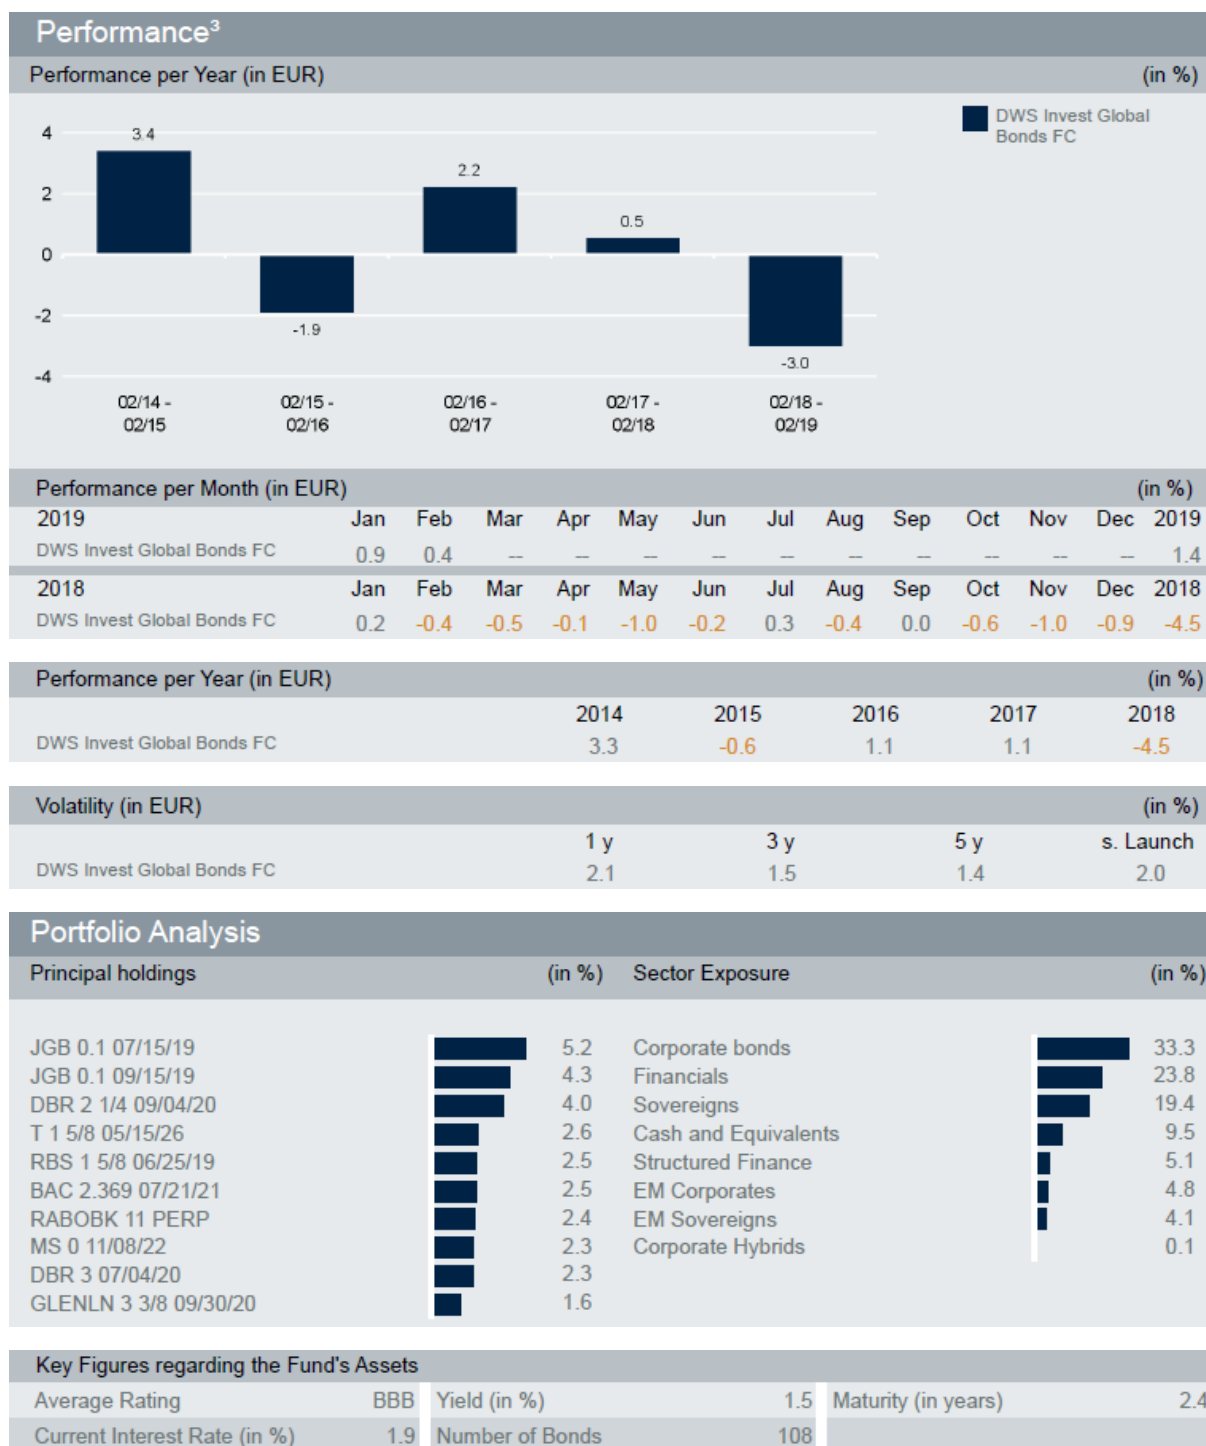 Performance³
Performance per Year (in EUR) (in %)
DWS Invest Global
Bonds FC
4
2
0
-2
-4
3.4
-1.9
2.2
0.5
-3.0
02/14 - 02/15 - 02/16 - 02/17 - 02/18 -
02/15 02/16 02/17 02/18 02/19
Performance per Month (in EUR) (in %)
2019 Jan Feb Mar Apr May Jun Jul Aug Sep Oct Nov Dec 2019
DWS Invest Global Bonds FC 0.9 0.4 -- -- -- -- -- -- -- -- -- -- 1.4
2018 Jan Feb Mar Apr May Jun Jul Aug Sep Oct Nov Dec 2018
DWS Invest Global Bonds FC 0.2 -0.4 -0.5 -0.1 -1.0 -0.2 0.3 -0.4 0.0 -0.6 -1.0 -0.9 -4.5
Performance per Year (in EUR) (in %)
2014 2015 2016 2017 2018
DWS Invest Global Bonds FC 3.3 -0.6 1.1 1.1 -4.5
Volatility (in EUR) (in %)
1 y 3 y 5 y s. Launch
DWS Invest Global Bonds FC 2.1 1.5 1.4 2.0
Portfolio Analysis
Principal holdings (in %) Sector Exposure (in %)
JGB 0.1 07/15/19 5.2 Corporate bonds 33.3
JGB 0.1 09/15/19 4.3 Financials 23.8
DBR 2 1/4 09/04/20 4.0 Sovereigns 19.4
T 1 5/8 05/15/26 2.6 Cash and Equivalents 9.5
RBS 1 5/8 06/25/19 2.5 Structured Finance 5.1
BAC 2.369 07/21/21 2.5 EM Corporates 4.8
RABOBK 11 PERP 2.4 EM Sovereigns 4.1
MS 0 11/08/22 2.3 Corporate Hybrids 0.1
DBR 3 07/04/20 2.3
GLENLN 3 3/8 09/30/20 1.6
Key Figures regarding the Fund's Assets
Average Rating BBB Yield (in %) 1.5 Maturity (in years) 2.4
Current Interest Rate (in %) 1.9 Number of Bonds 108